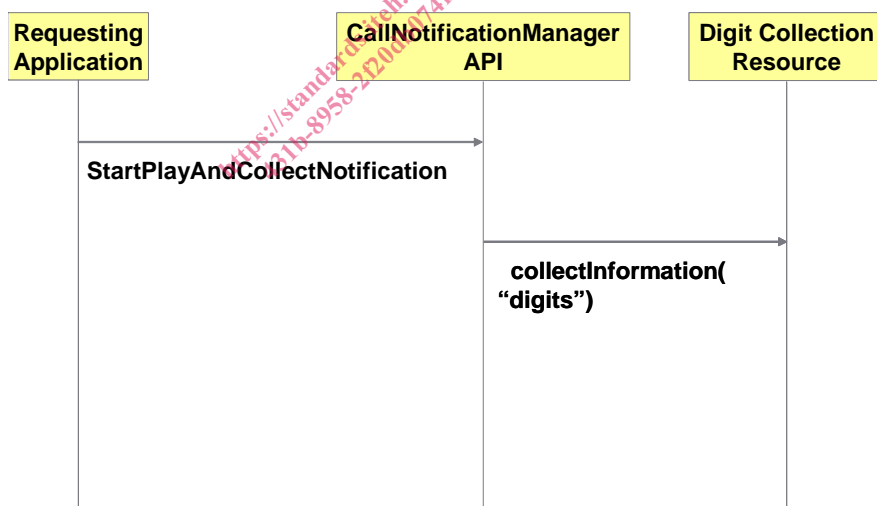 Requesting
Application
CallNotificationManager
API
Digit Collection
Resource
StartPlayAndCollectNotification
collectInformation(
“digits”)